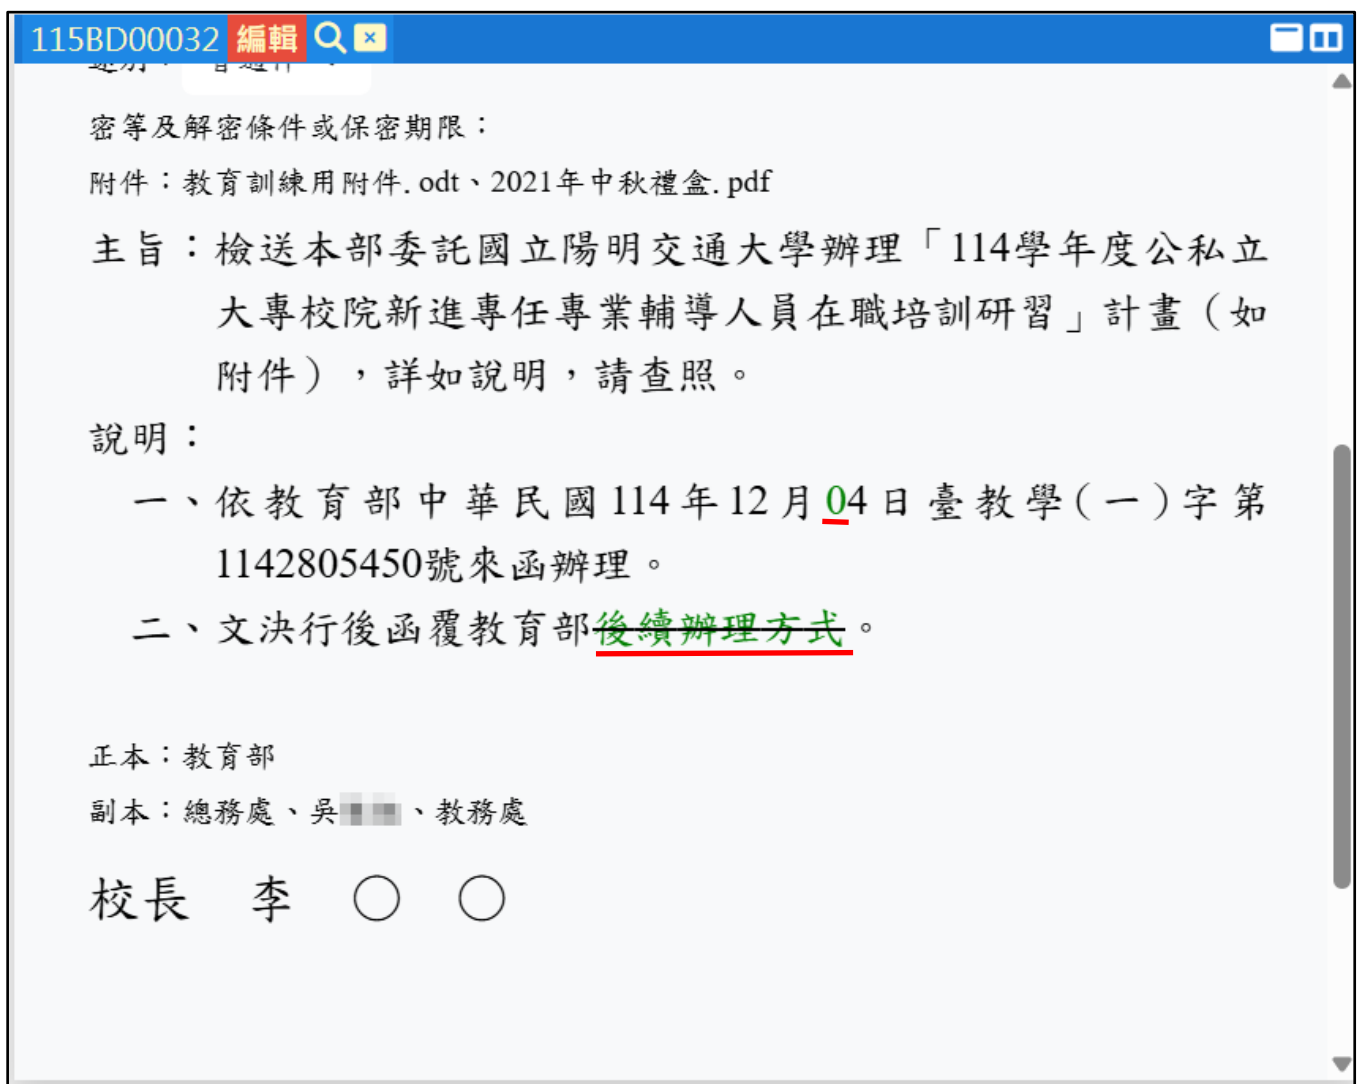 115BD00032 編輯
速別：普通件
密等及解密條件或保密期限：
附件：教育訓練用附件.odt、2021年中秋禮盒.pdf
主旨：檢送本部委託國立陽明交通大學辦理「114學年度公私立
大專校院新進專任專業輔導人員在職培訓研習」計畫（如
附件），詳如說明，請查照。
說明：
一、依教育部中華民國114年12月04日臺教學(一)字第
1142805450號來函辦理。
二、文決行後函覆教育部後續辦理方式。
正本：教育部
副本：總務處、吳、教務處
校長 李 ○ ○